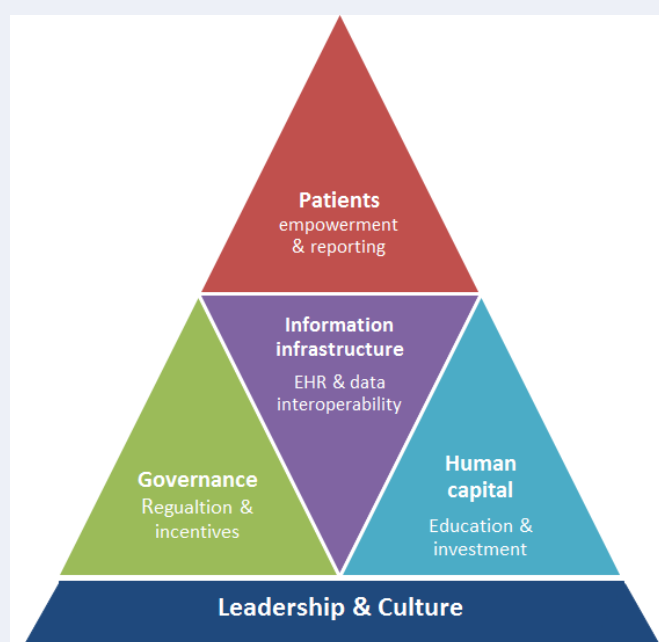 Patients
empowerment
& reporting
Information
infrastructure
EHR & data
interoperability
Governance
Regualtion &
incentives
Human
capital
Education &
investment
Leadership & Culture